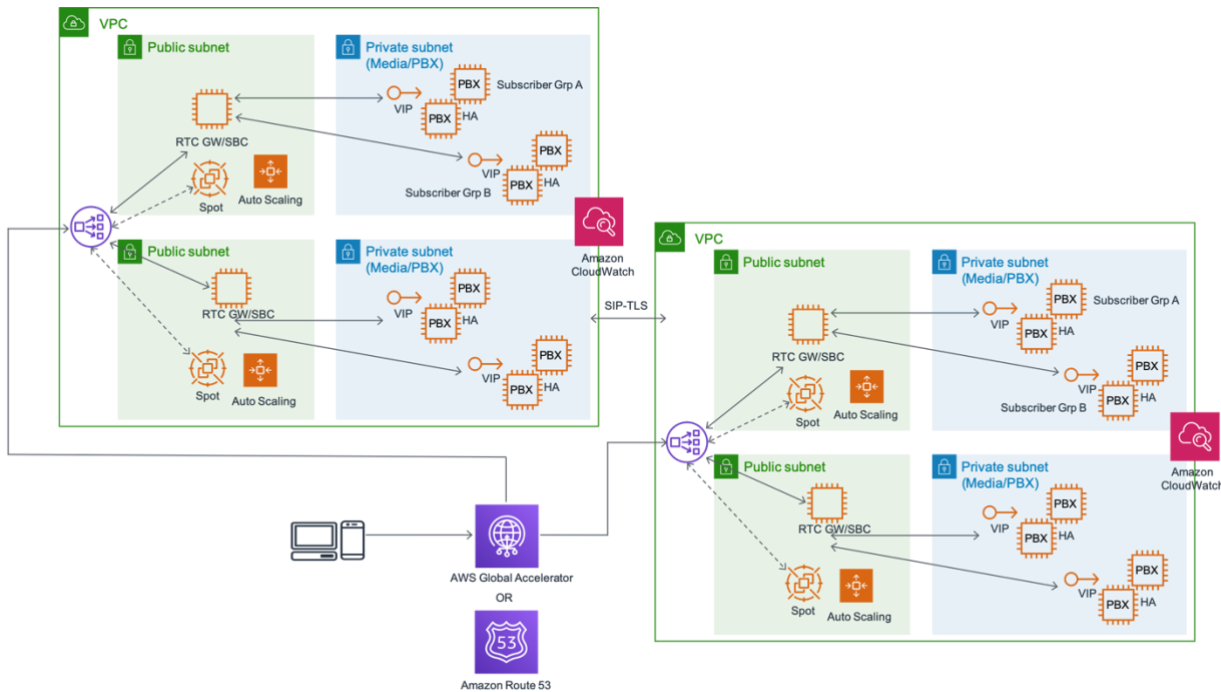 VPC
Public subnet
Private subnet
(Media/PBX)
PBX
Subscriber Grp A
VIP
PBX
HA
RTC GW/SBC
PBX
VIP
PBX
HA
Subscriber Grp B
Spot
Auto Scaling
Public subnet
Private subnet
(Media/PBX)
Amazon
CloudWatch
PBX
VIP
PBX
HA
RTC GW/SBC
PBX
VIP
PBX
HA
Spot
Auto Scaling
SIP-TLS
VPC
Public subnet
Private subnet
(Media/PBX)
PBX
Subscriber Grp A
VIP
PBX
HA
RTC GW/SBC
PBX
VIP
PBX
HA
Subscriber Grp B
Spot
Auto Scaling
Public subnet
Private subnet
(Media/PBX)
Amazon
CloudWatch
PBX
VIP
PBX
HA
RTC GW/SBC
PBX
VIP
PBX
HA
Spot
Auto Scaling
AWS Global Accelerator
OR
53
Amazon Route 53